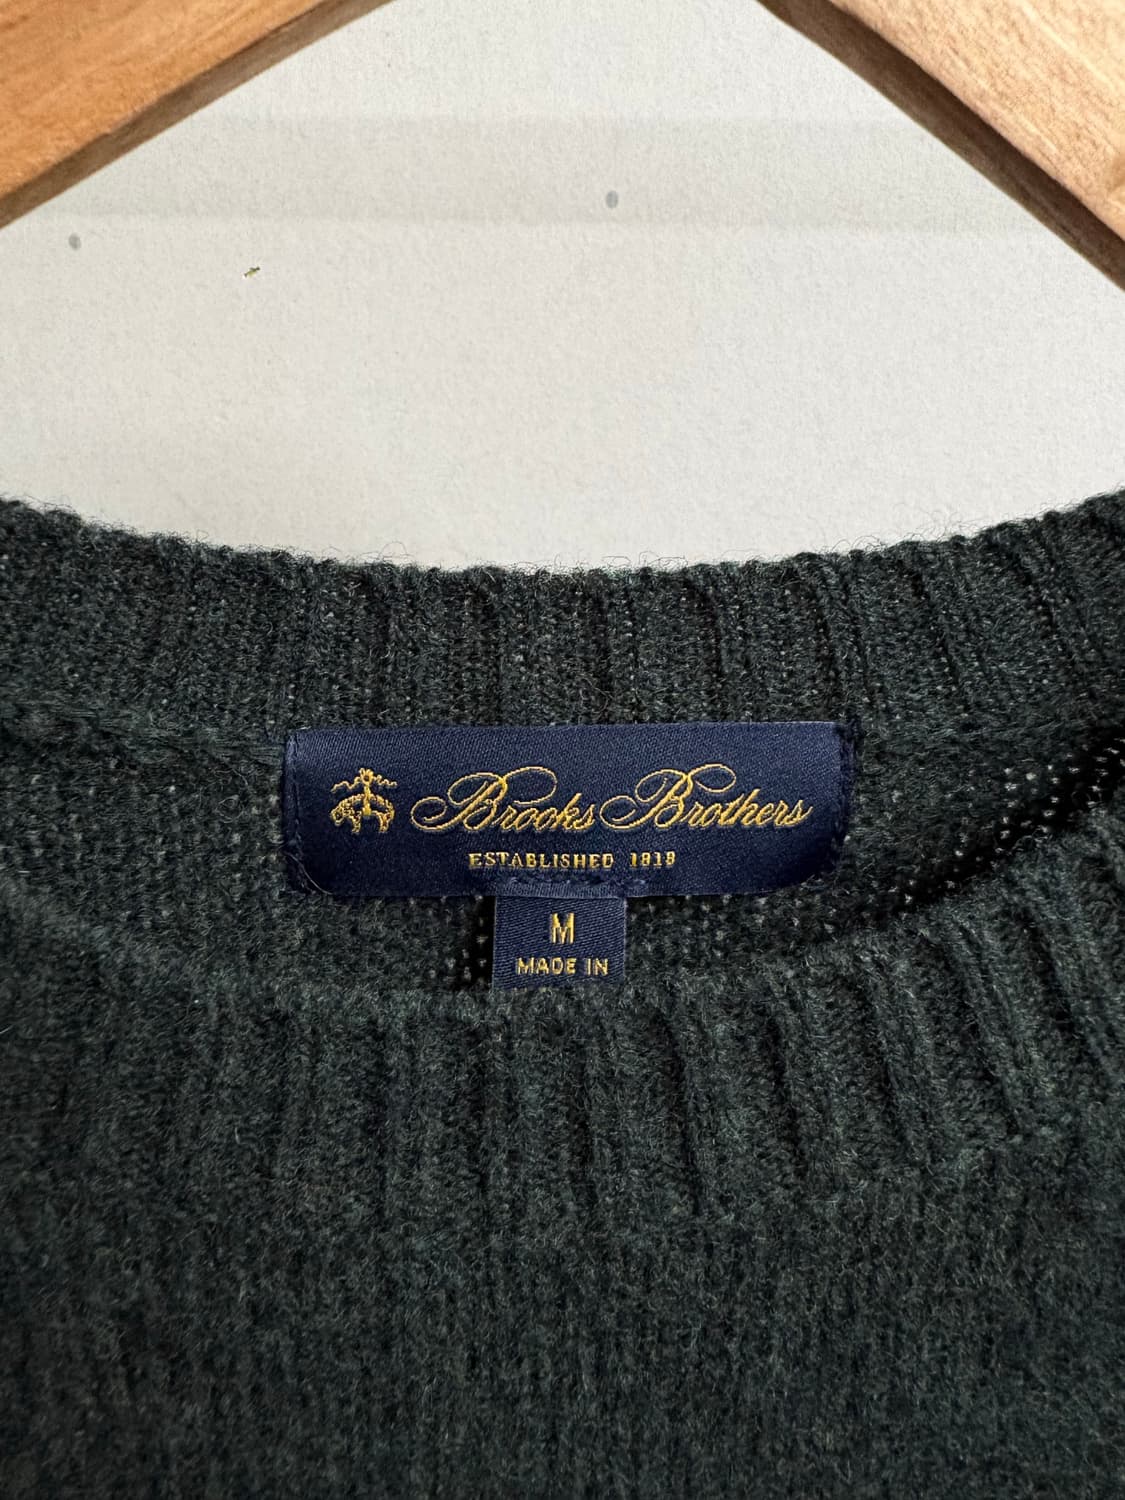 Brooks Brothers
ESTABLISHED 1818
M
MADE IN